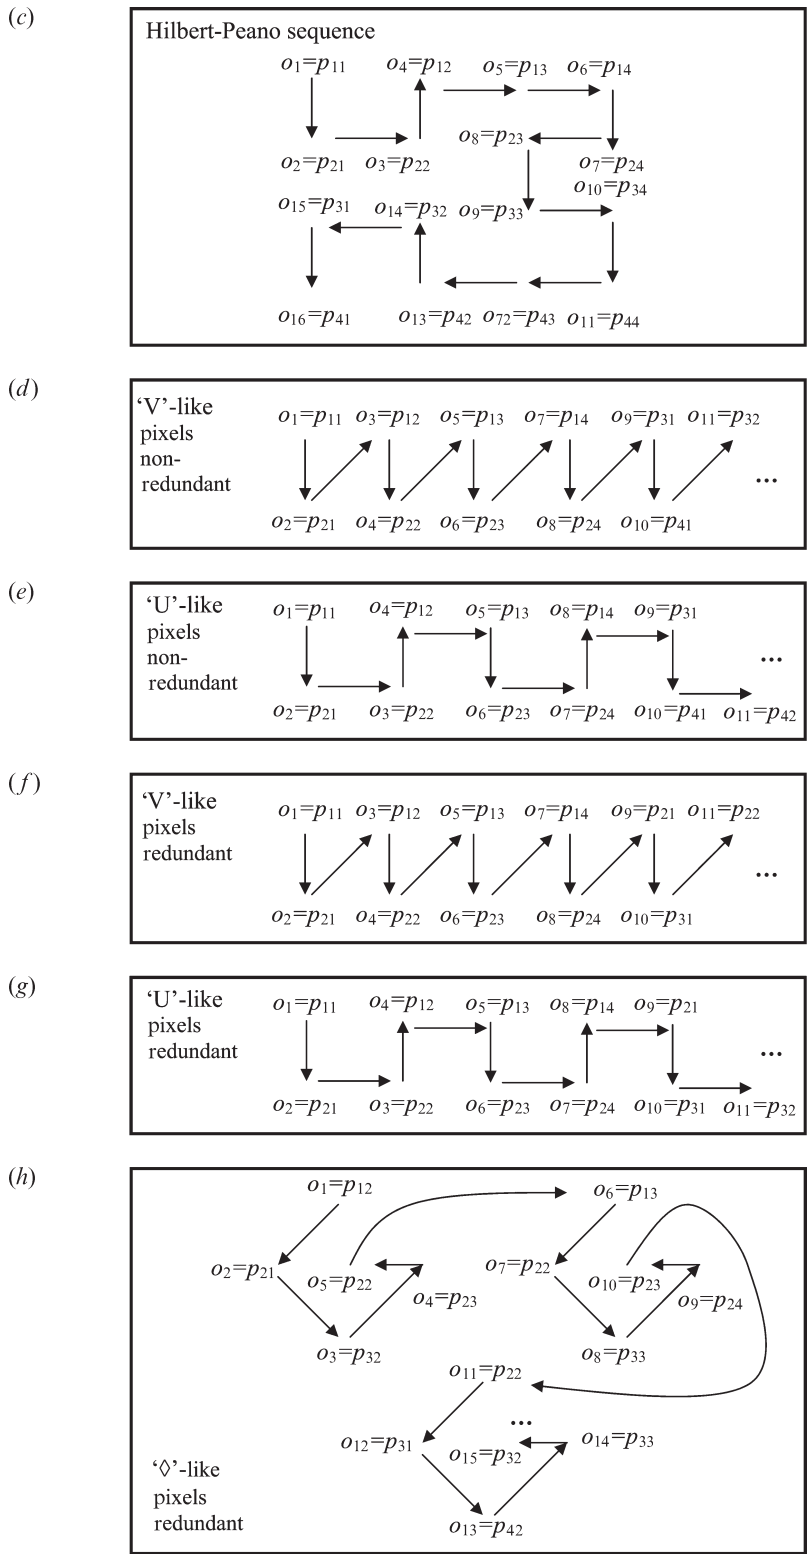 (c)
Hilbert-Peano sequence
o₁=p₁₁ o₄=p₁₂ o₅=p₁₃ o₆=p₁₄
o₈=p₂₃
o₂=p₂₁ o₃=p₂₂ o₇=p₂₄
o₁₀=p₃₄
o₁₅=p₃₁ o₁₄=p₃₂ o₉=p₃₃
o₁₆=p₄₁ o₁₃=p₄₂ o₇₂=p₄₃ o₁₁=p₄₄
(d)
‘V’-like
pixels
non-
redundant
o₁=p₁₁ o₃=p₁₂ o₅=p₁₃ o₇=p₁₄ o₉=p₃₁ o₁₁=p₃₂
...
o₂=p₂₁ o₄=p₂₂ o₆=p₂₃ o₈=p₂₄ o₁₀=p₄₁
(e)
‘U’-like
pixels
non-
redundant
o₁=p₁₁ o₄=p₁₂ o₅=p₁₃ o₈=p₁₄ o₉=p₃₁
...
o₂=p₂₁ o₃=p₂₂ o₆=p₂₃ o₇=p₂₄ o₁₀=p₄₁ o₁₁=p₄₂
(f)
‘V’-like
pixels
redundant
o₁=p₁₁ o₃=p₁₂ o₅=p₁₃ o₇=p₁₄ o₉=p₂₁ o₁₁=p₂₂
...
o₂=p₂₁ o₄=p₂₂ o₆=p₂₃ o₈=p₂₄ o₁₀=p₃₁
(g)
‘U’-like
pixels
redundant
o₁=p₁₁ o₄=p₁₂ o₅=p₁₃ o₈=p₁₄ o₉=p₂₁
...
o₂=p₂₁ o₃=p₂₂ o₆=p₂₃ o₇=p₂₄ o₁₀=p₃₁ o₁₁=p₃₂
(h)
o₁=p₁₂ o₆=p₁₃
o₂=p₂₁ o₅=p₂₂ o₇=p₂₂ o₁₀=p₂₃
o₄=p₂₃ o₉=p₂₄
o₃=p₃₂ o₈=p₃₃
o₁₁=p₂₂
...
o₁₂=p₃₁ o₁₅=p₃₂ o₁₄=p₃₃
o₁₃=p₄₂
‘◊’-like
pixels
redundant